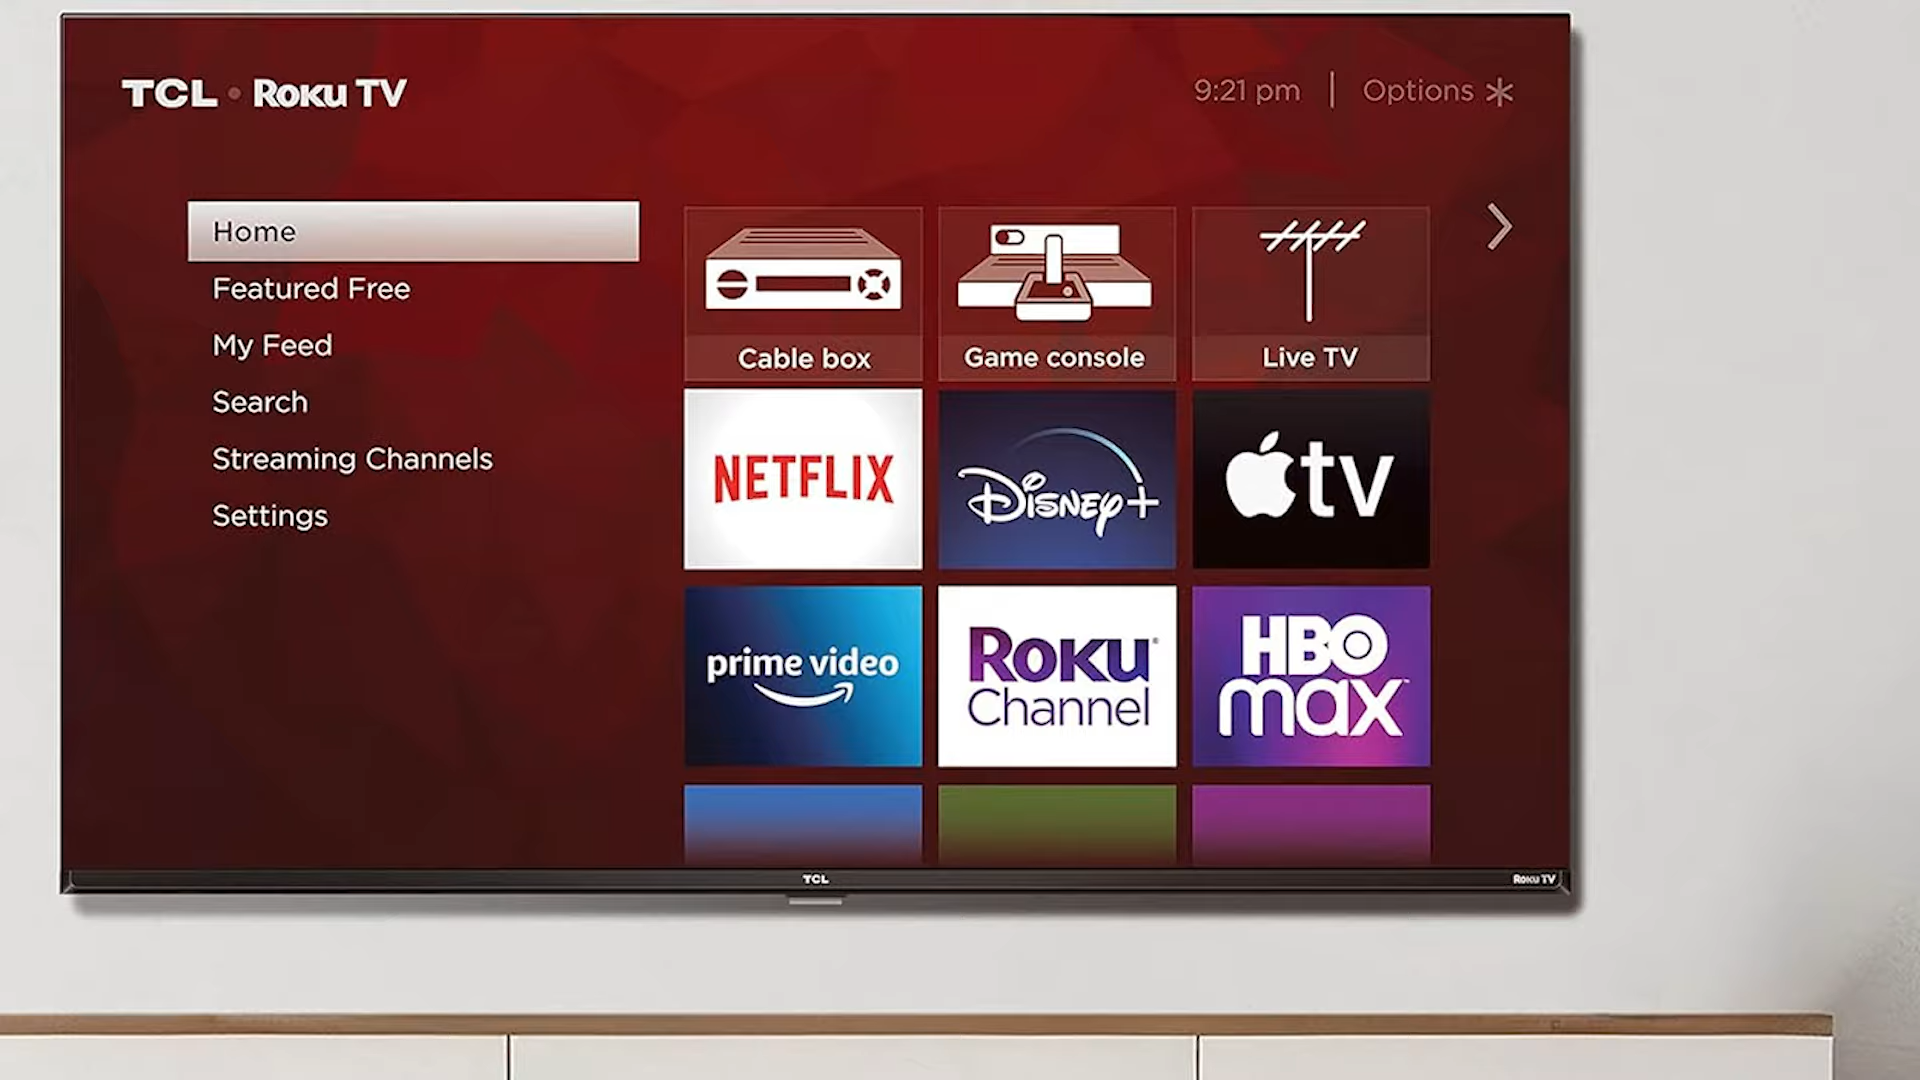 TCL • Roku TV
9:21 pm | Options
Home
Featured Free
My Feed
Search
Streaming Channels
Settings
Cable box
Game console
Live TV
NETFLIX
Disney+
tv
prime video
Roku
Channel
HBO
max
TCL
Roku TV